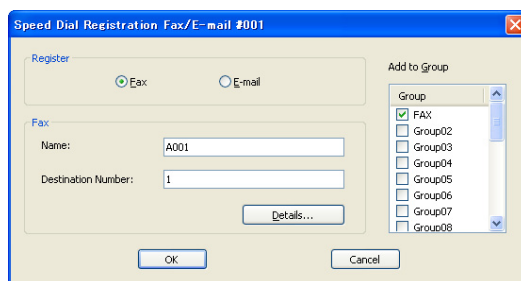 Speed Dial Registration Fax/E-mail #001
Register
Fax
E-mail
Fax
Name:
A001
Destination Number:
1
Details...
Add to Group
Group
FAX
Group02
Group03
Group04
Group05
Group06
Group07
Group08
OK
Cancel